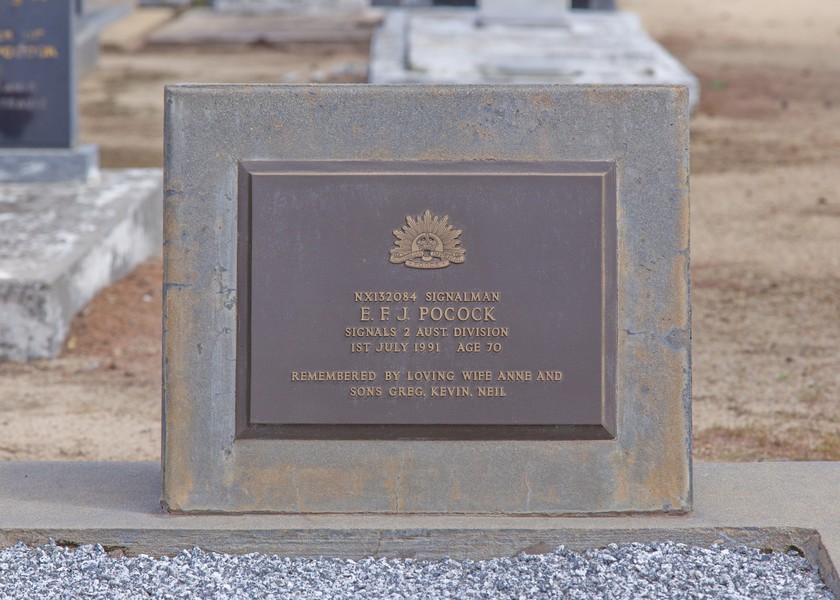 NX132084 SIGNALMAN
E. F. J. POCOCK
SIGNALS 2 AUST. DIVISION
1ST JULY 1991 AGE 70
REMEMBERED BY LOVING WIFE ANNE AND
SONS GREG, KEVIN, NEIL